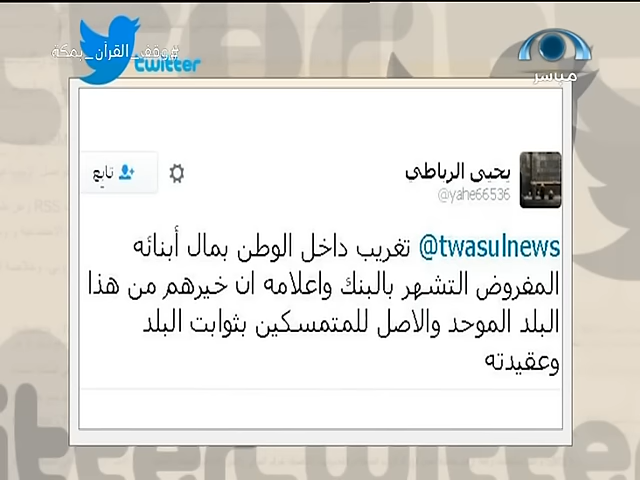 #وقف_القرآن_بمكة
twitter
مباشر
يحيى الرباطي
@yahe66536
تابع
@twasulnews تغريب داخل الوطن بمال أبنائه
المفروض التشهر بالبنك واعلامه ان خيرهم من هذا
البلد الموحد والاصل للمتمسكين بثوابت البلد
وعقيدته